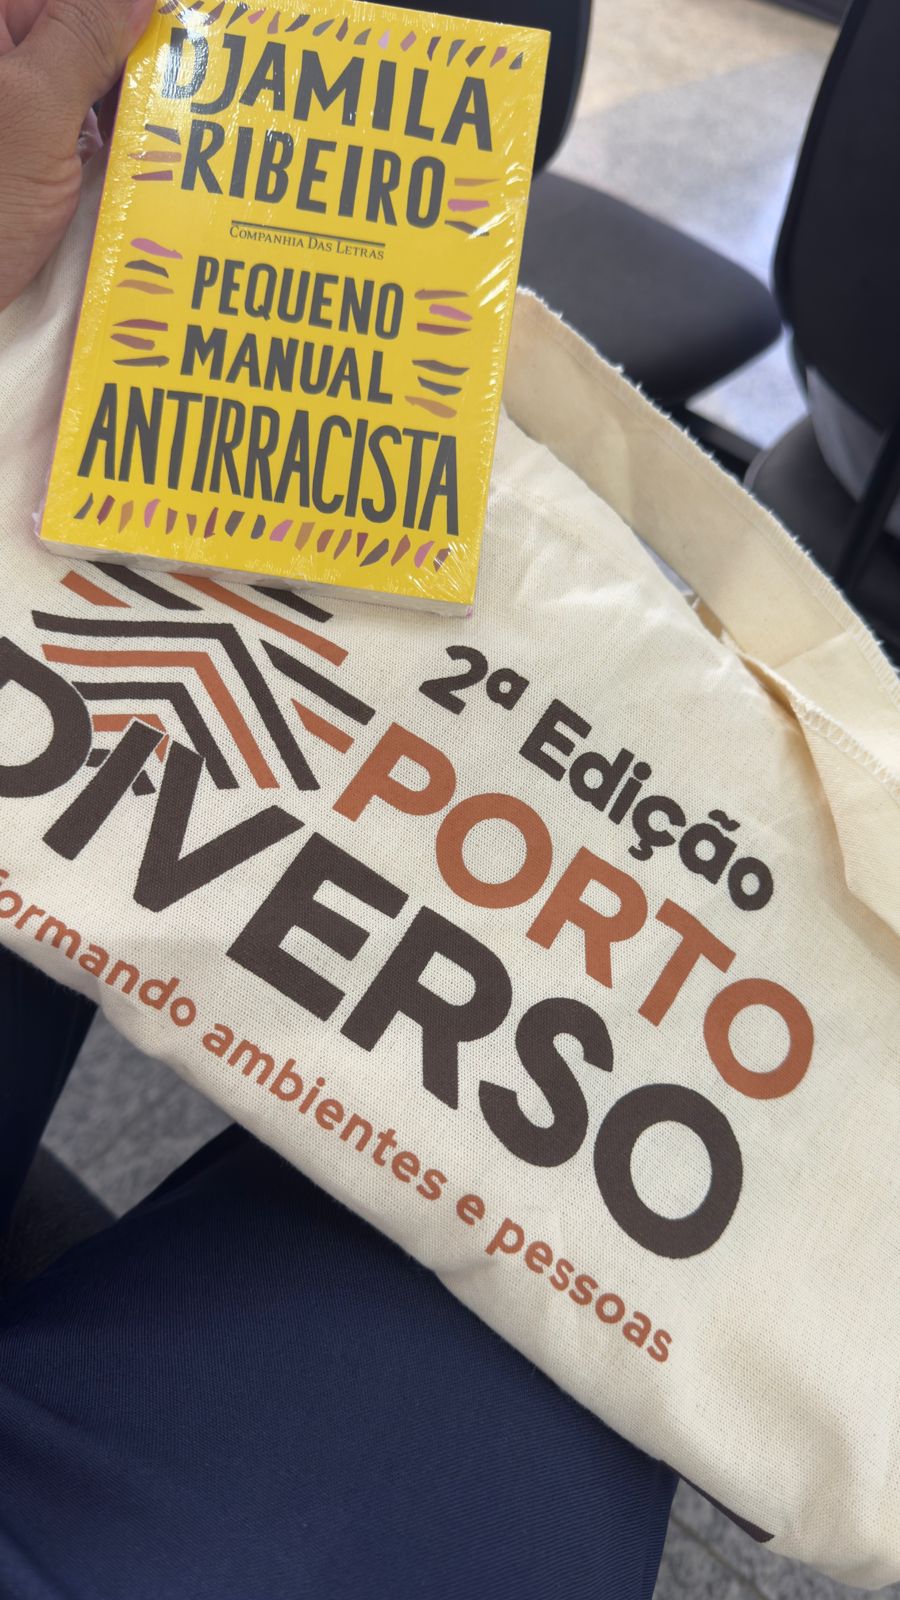 DJAMILA
RIBEIRO
COMPANHIA DAS LETRAS
PEQUENO
MANUAL
ANTIRRACISTA
2ª Edição
PORTO
DIVERSO
formando ambientes e pessoas